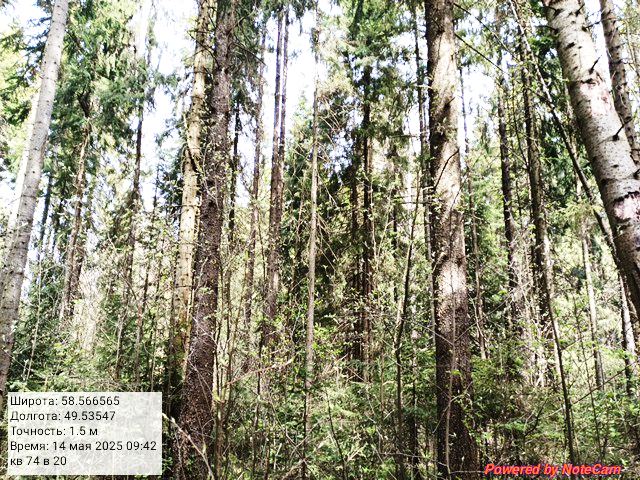 Широта: 58.566565
Долгота: 49.53547
Точность: 1.5 м
Время: 14 мая 2025 09:42
кв 74 в 20
Powered by NoteCam